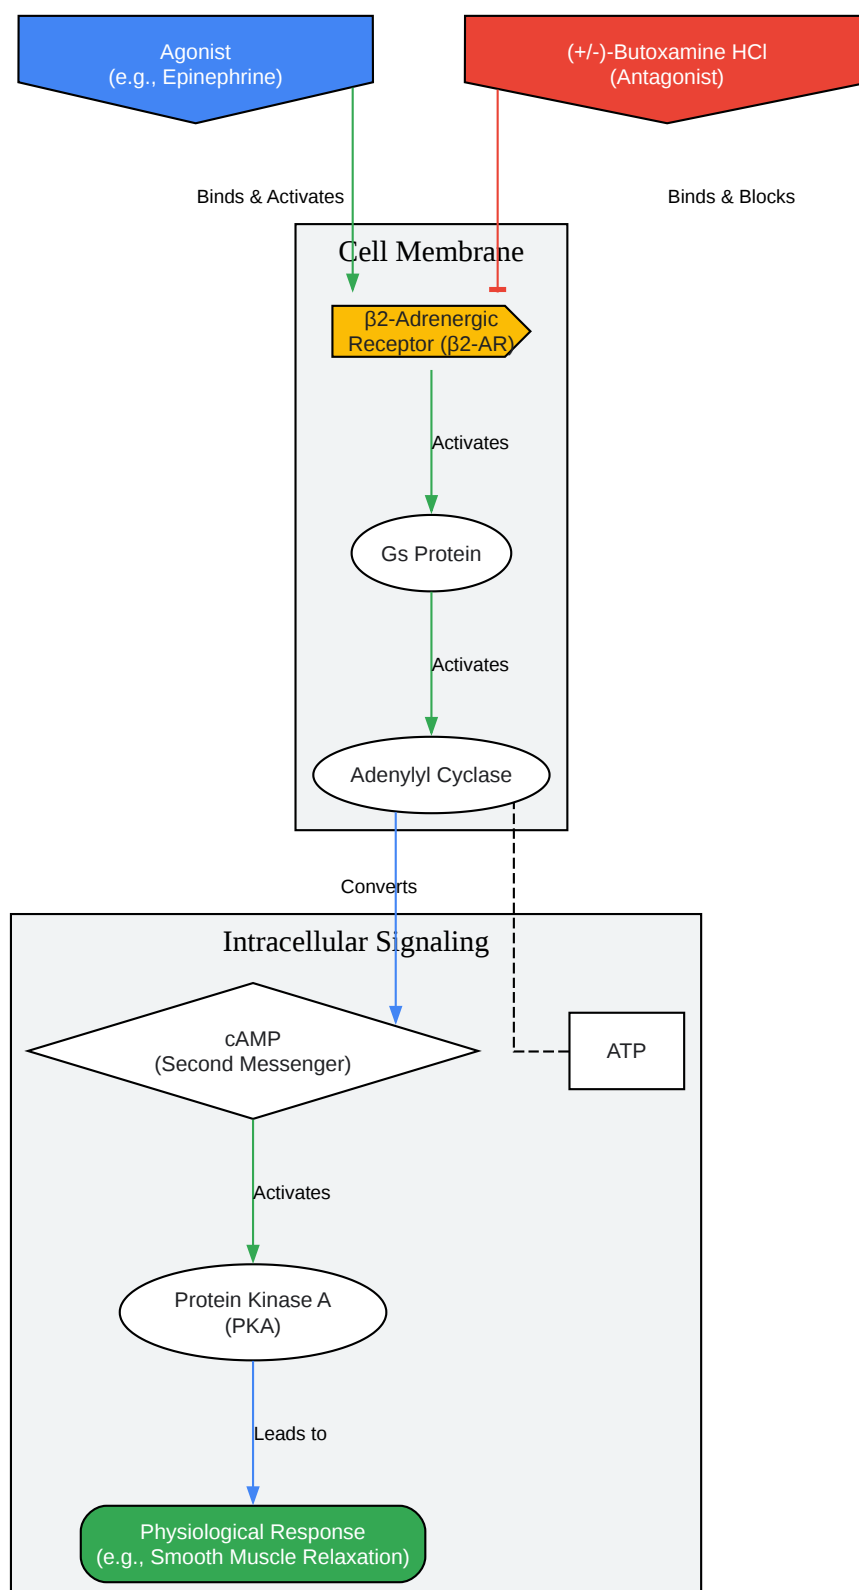 Agonist
(e.g., Epinephrine)
(+/-)-Butoxamine HCl
(Antagonist)
Binds & Activates
Binds & Blocks
Cell Membrane
β2-Adrenergic
Receptor (β2-AR)
Activates
Gs Protein
Activates
Adenylyl Cyclase
Converts
Intracellular Signaling
cAMP
(Second Messenger)
ATP
Activates
Protein Kinase A
(PKA)
Leads to
Physiological Response
(e.g., Smooth Muscle Relaxation)